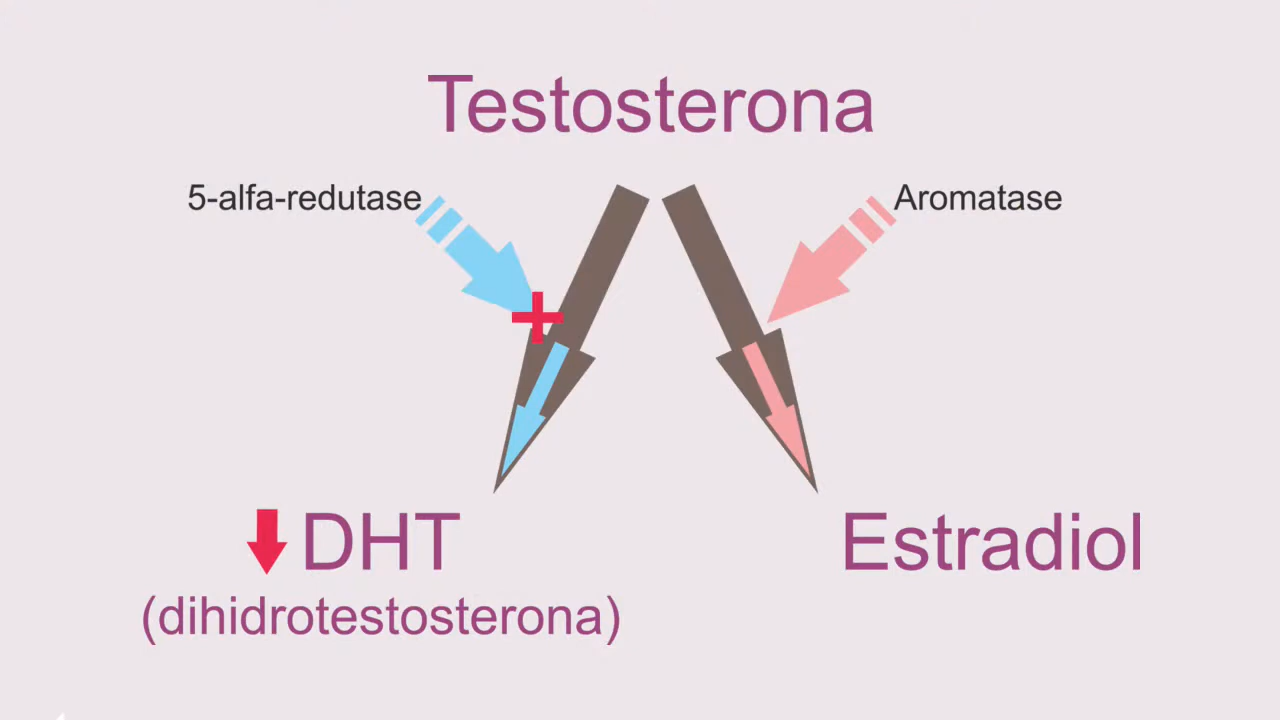 Testosterona
5-alfa-redutase
Aromatase
DHT
Estradiol
(dihidrotestosterona)